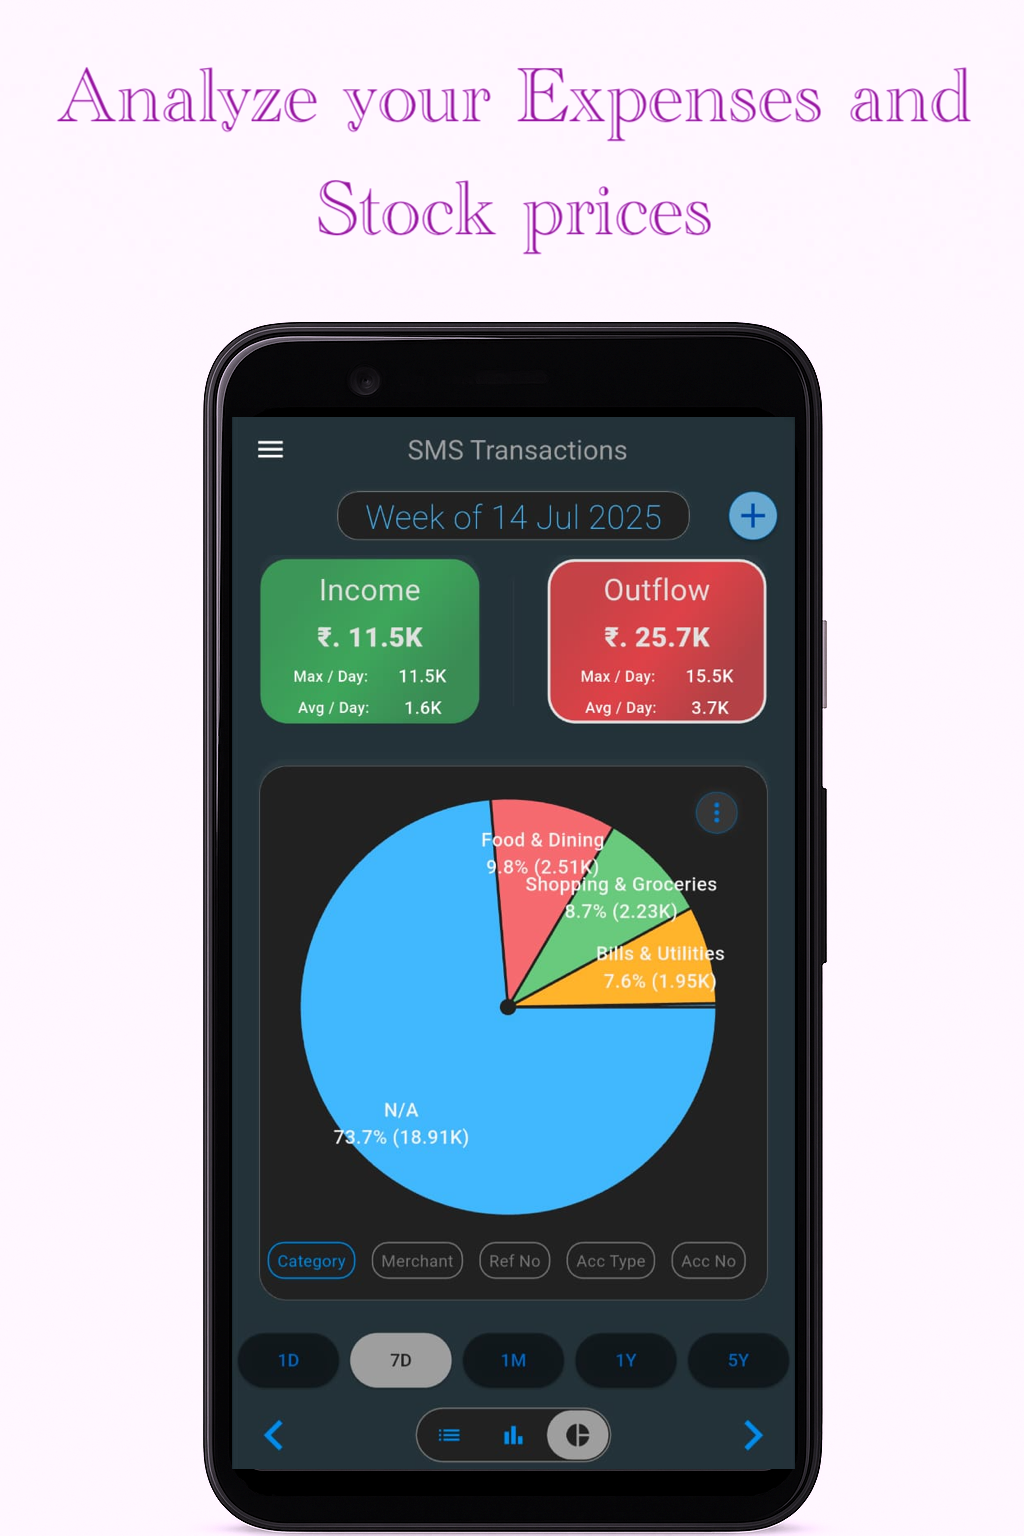 Analyze your Expenses and
Stock prices
SMS Transactions
Week of 14 Jul 2025
Income
₹. 11.5K
Max / Day: 11.5K
Avg / Day: 1.6K
Outflow
₹. 25.7K
Max / Day: 15.5K
Avg / Day: 3.7K
Food & Dining
9.8% (2.51K)
Shopping & Groceries
8.7% (2.23K)
Bills & Utilities
7.6% (1.95K)
N/A
73.7% (18.91K)
Category Merchant Ref No Acc Type Acc No
1D 7D 1M 1Y 5Y